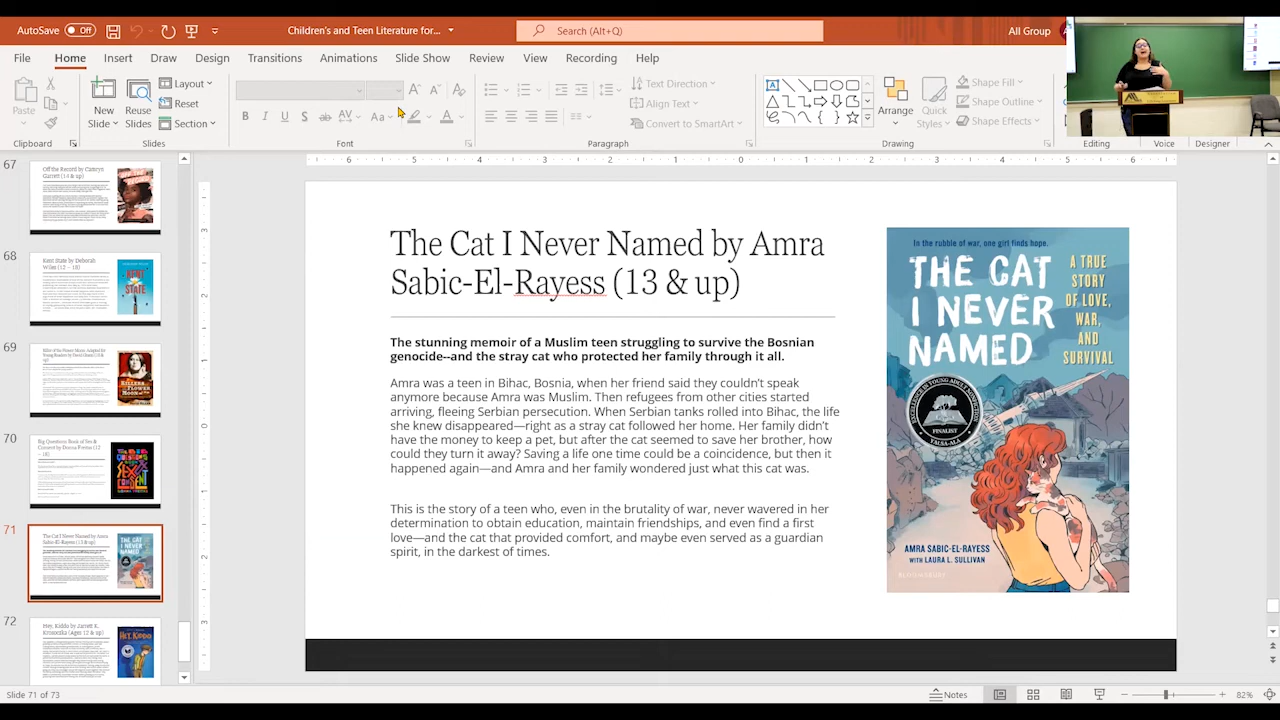 AutoSave Off
Children's and Teen Literature for...
Search (Alt+Q)
All Group
File Home Insert Draw Design Transitions Animations Slide Show Review View Recording Help
Paste
New Slide
Reuse Slides
Layout
Reset
Section
Text Direction
Align Text
Convert to SmartArt
Arrange
Quick Styles
Shape Fill
Shape Outline
Shape Effects
Clipboard Slides Font Paragraph Drawing Editing Voice Designer
67
Off the Record by Camryn
Garrett (14 & up)
68
Kent State by Deborah
Wiles (12 - 18)
KENT
STATE
69
KILLERS
OF THE
FLOWER
MOON
70
71
The Cat I Never Named by Amra
Sabic-El-Rayess (13 & up)
72
Hey, Kiddo by Jarrett K.
Krosoczka (Ages 12 & up)
HEY, KIDDO
The Cat I Never Named by Amra
Sabic-El-Rayess (13 & up)
The stunning memoir of a Muslim teen struggling to survive the Bosnian
genocide--and the stray cat who protected her family through it all.
Amra was a teen in Bihac, Bosnia, when her friend said they couldn't speak
anymore because Amra was Muslim. Then refugees from other cities started
arriving, fleeing Serbian persecution. When Serbian tanks rolled into Bihac, the life
she knew disappeared—right as a stray cat followed her home. Her family didn't
have the money to keep a pet, but after the cat seemed to save her brother, how
could they turn it away? Saving a life one time could be a coincidence, but then it
happened again—and Amra and her family wondered just what this cat was.
This is the story of a teen who, even in the brutality of war, never wavered in her
determination to obtain education, maintain friendships, and even find a first
love—and the cat that provided comfort, and maybe even served as a guardian
spirit, in the darkest of times.
In the rubble of war, one girl finds hope.
THE CAT
I NEVER
NAMED
A TRUE
STORY
OF LOVE,
WAR,
AND
SURVIVAL
FINALIST
YALSA-ALA
AMRA SABIC-EL-RAYESS
WITH LAURA L. SULLIVAN
BLOOMSBURY
Slide 71 of 73
Notes
82%